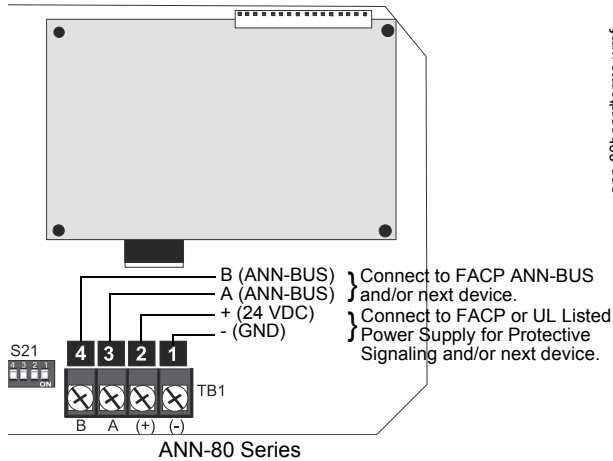 B (ANN-BUS)
A (ANN-BUS)
+ (24 VDC)
- (GND)
} Connect to FACP ANN-BUS
and/or next device.
} Connect to FACP or UL Listed
Power Supply for Protective
Signaling and/or next device.
S21
4 3 2 1
ON
4 3 2 1
TB1
B A (+) (-)
ANN-80 Series